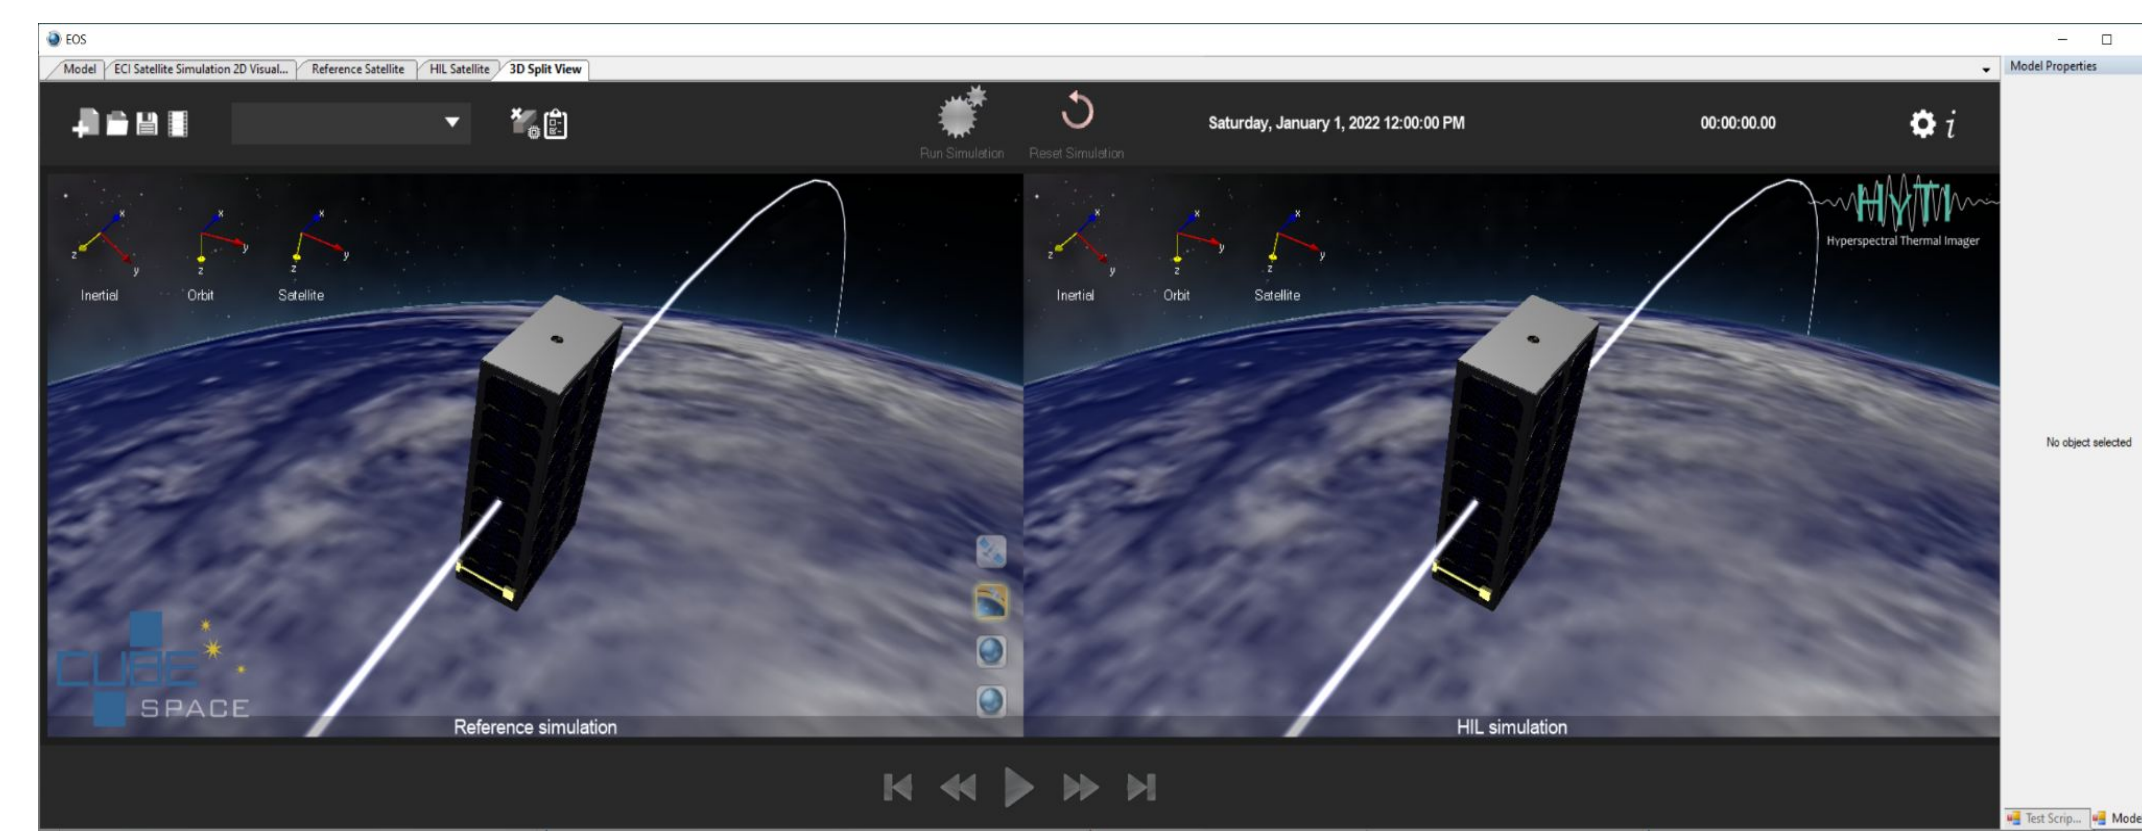 EOS
Model
ECI Satellite Simulation 2D Visual...
Reference Satellite
HIL Satellite
3D Split View
Model Properties
Run Simulation
Reset Simulation
Saturday, January 1, 2022 12:00:00 PM
00:00:00.00
i
x
z
y
Inertial
x
y
z
Orbit
x
y
z
Satellite
CUBE
SPACE
Reference simulation
x
z
y
Inertial
x
y
z
Orbit
x
y
z
Satellite
HYTI
Hyperspectral Thermal Imager
HIL simulation
No object selected
Test Scrip...
Mode